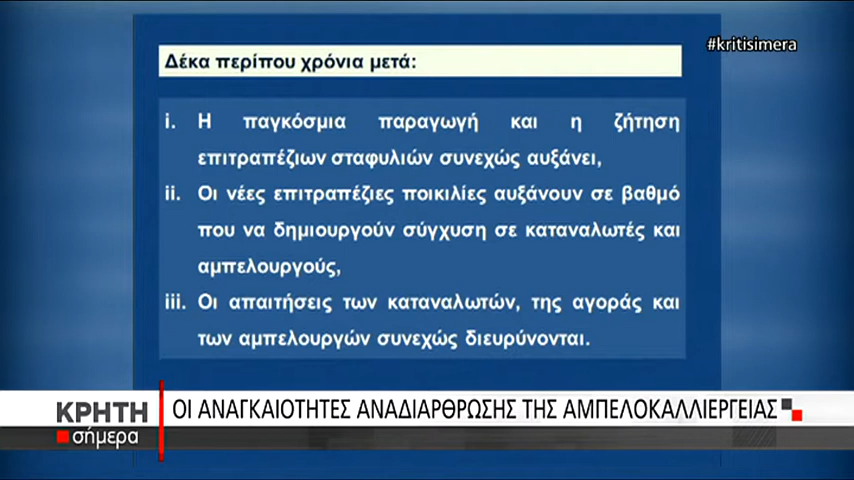 #kritisimera
Δέκα περίπου χρόνια μετά:
i. Η παγκόσμια παραγωγή και η ζήτηση
επιτραπέζιων σταφυλιών συνεχώς αυξάνει,
ii. Οι νέες επιτραπέζιες ποικιλίες αυξάνουν σε βαθμό
που να δημιουργούν σύγχυση σε καταναλωτές και
αμπελουργούς,
iii. Οι απαιτήσεις των καταναλωτών, της αγοράς και
των αμπελουργών συνεχώς διευρύνονται.
ΚΡΗΤΗ
σήμερα
ΟΙ ΑΝΑΓΚΑΙΟΤΗΤΕΣ ΑΝΑΔΙΑΡΘΡΩΣΗΣ ΤΗΣ ΑΜΠΕΛΟΚΑΛΛΙΕΡΓΕΙΑΣ